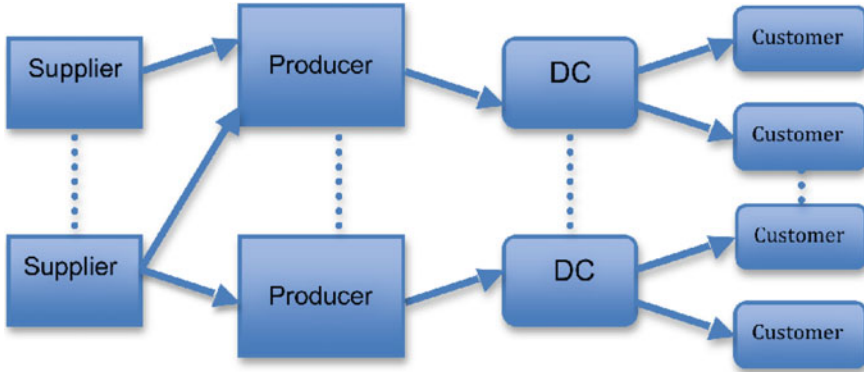 Supplier
Producer
DC
Customer
Customer
Supplier
Producer
DC
Customer
Customer